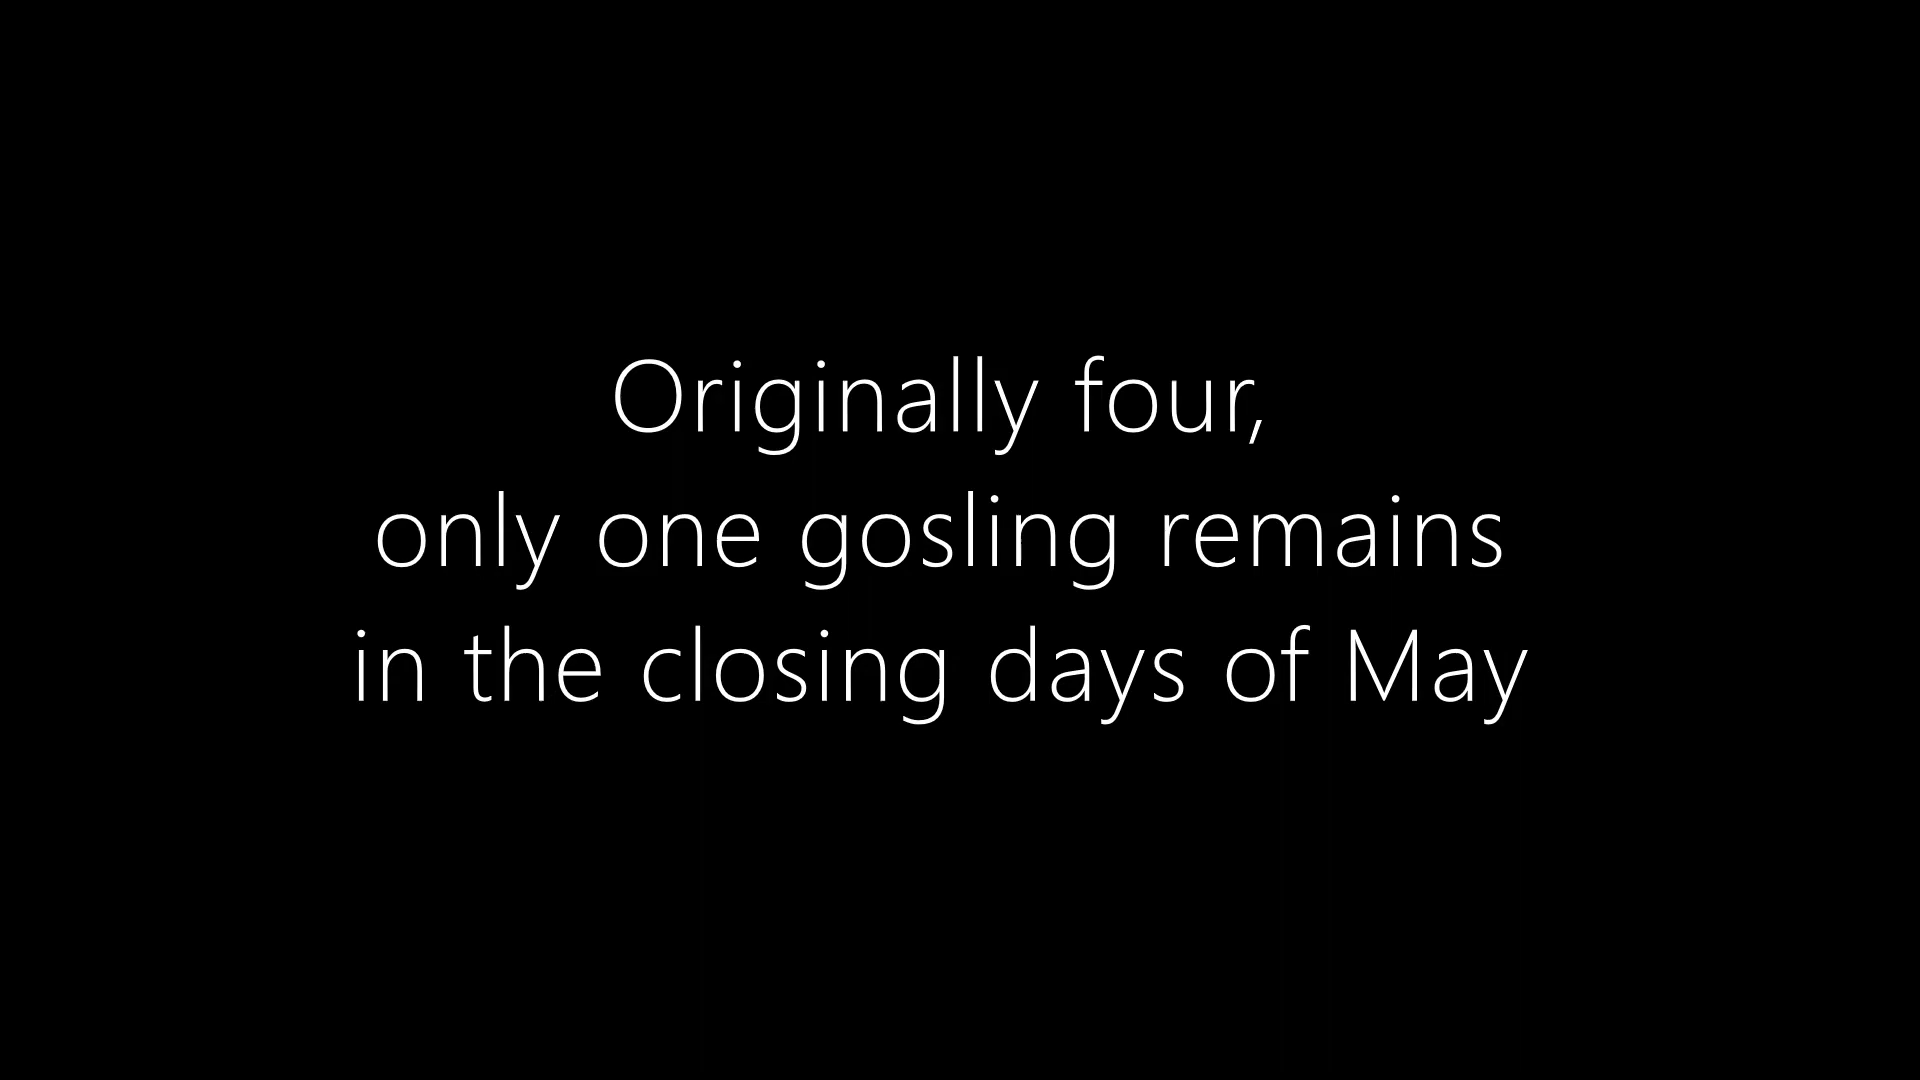 Originally four,
only one gosling remains
in the closing days of May